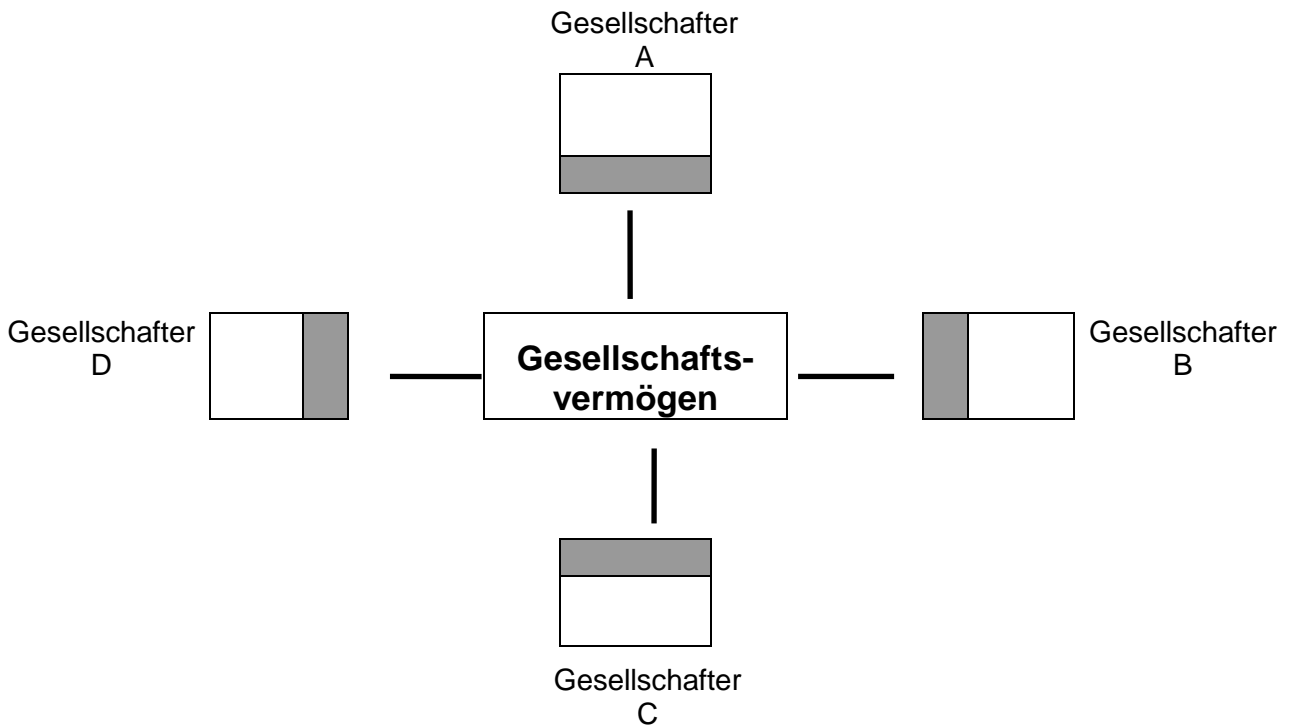 Gesellschafter
A
Gesellschafter
D
Gesellschafts-
vermögen
Gesellschafter
B
Gesellschafter
C